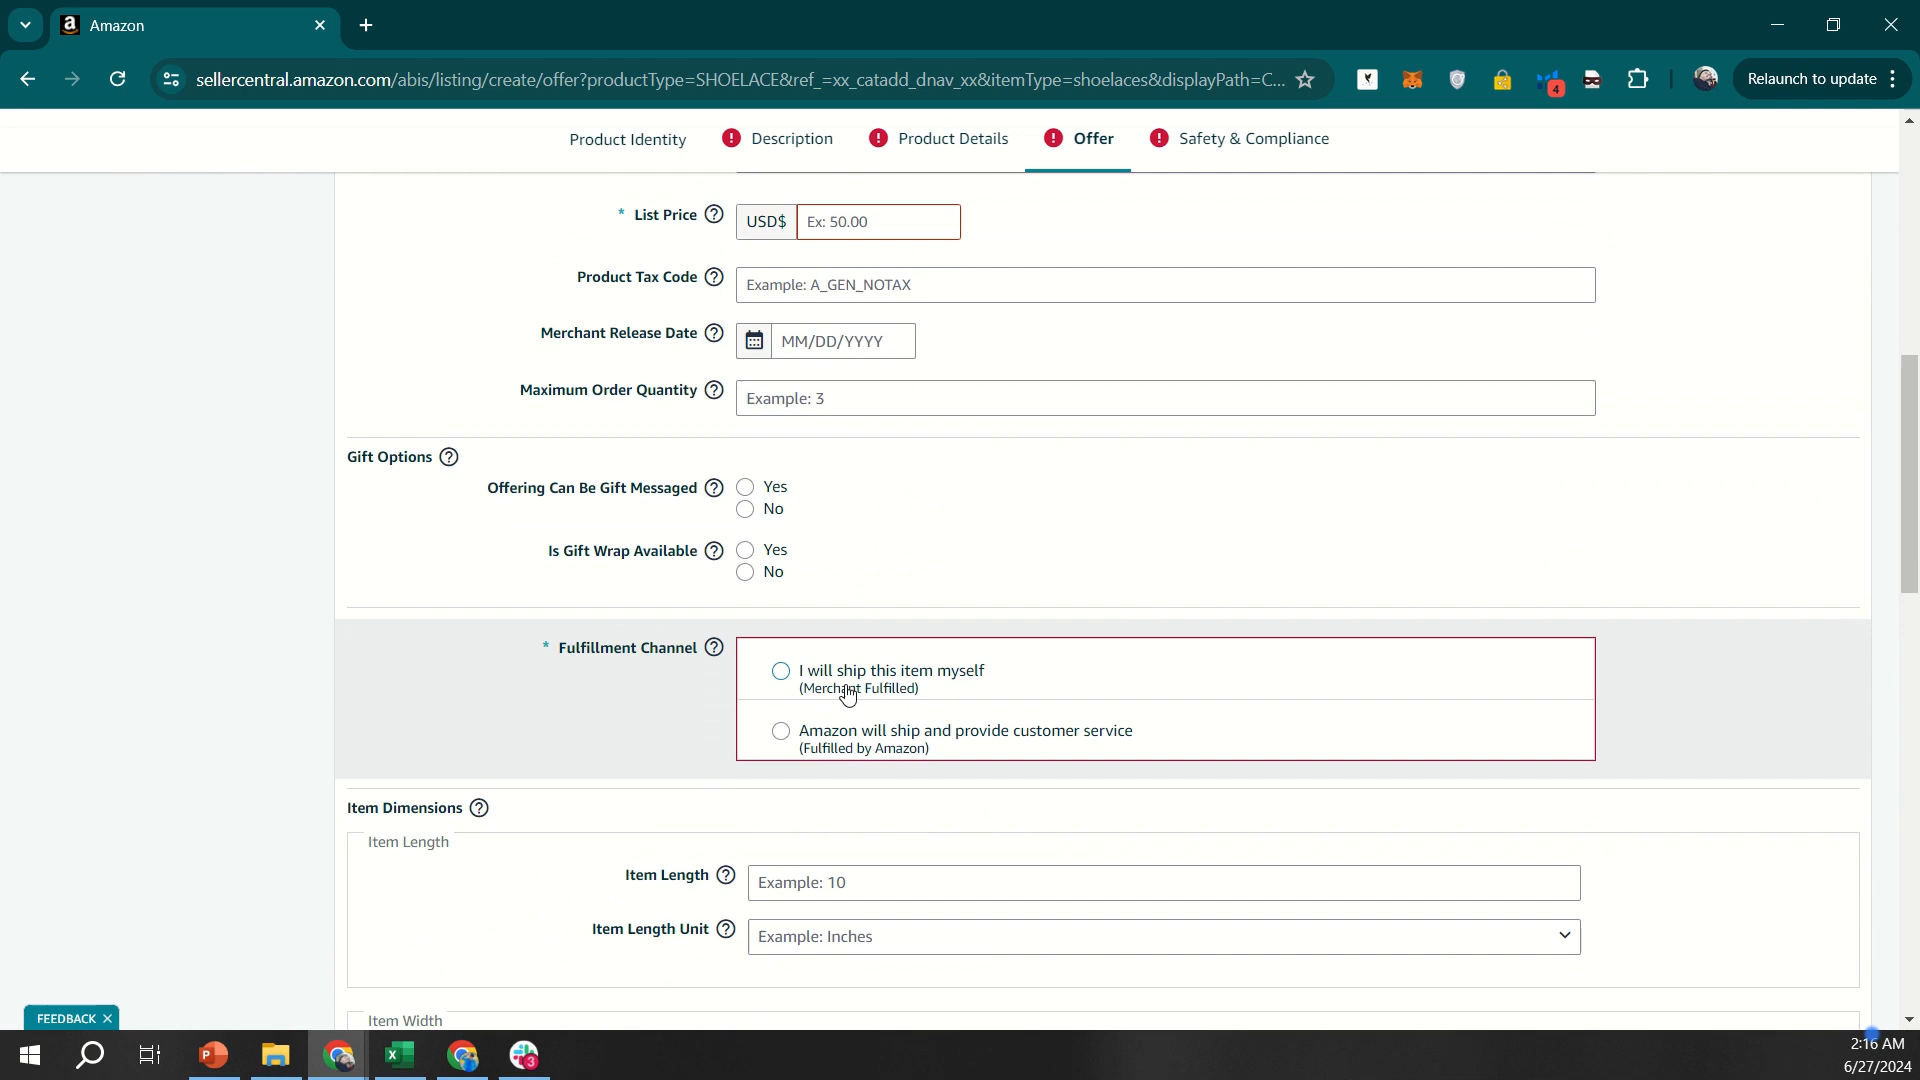 Amazon
sellercentral.amazon.com/abis/listing/create/offer?productType=SHOELACE&ref_=xx_catadd_dnav_xx&itemType=shoelaces&displayPath=C...
4
Relaunch to update
Product Identity
! Description
! Product Details
! Offer
! Safety & Compliance
* List Price ? USD$ Ex: 50.00
Product Tax Code ? Example: A_GEN_NOTAX
Merchant Release Date ? MM/DD/YYYY
Maximum Order Quantity ? Example: 3
Gift Options ?
Offering Can Be Gift Messaged ? Yes
No
Is Gift Wrap Available ? Yes
No
* Fulfillment Channel ? I will ship this item myself
(Merchant Fulfilled)
Amazon will ship and provide customer service
(Fulfilled by Amazon)
Item Dimensions ?
Item Length
Item Length ? Example: 10
Item Length Unit ? Example: Inches
Item Width
FEEDBACK
3
2:16 AM
6/27/2024